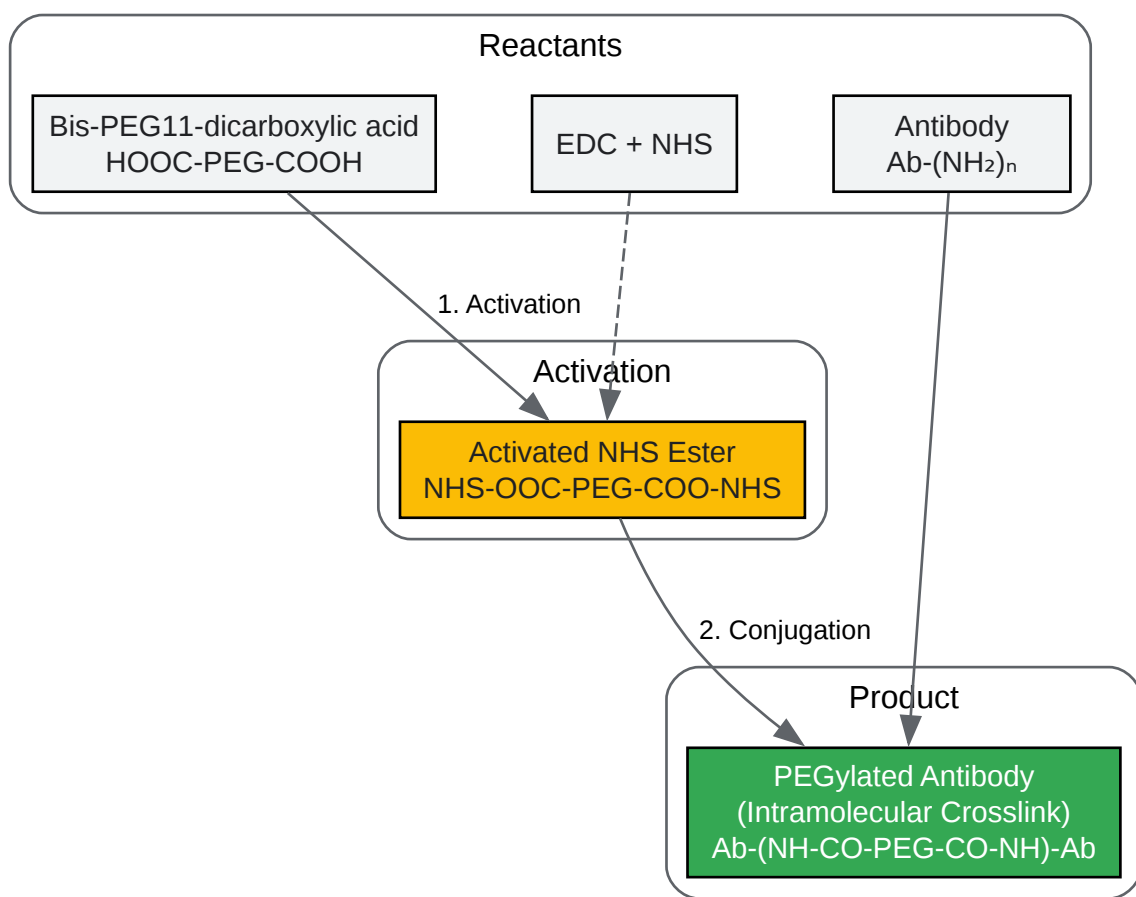 Reactants
Bis-PEG11-dicarboxylic acid
HOOC-PEG-COOH
EDC + NHS
Antibody
Ab-(NH₂)ₙ
1. Activation
Activation
Activated NHS Ester
NHS-OOC-PEG-COO-NHS
2. Conjugation
Product
PEGylated Antibody
(Intramolecular Crosslink)
Ab-(NH-CO-PEG-CO-NH)-Ab